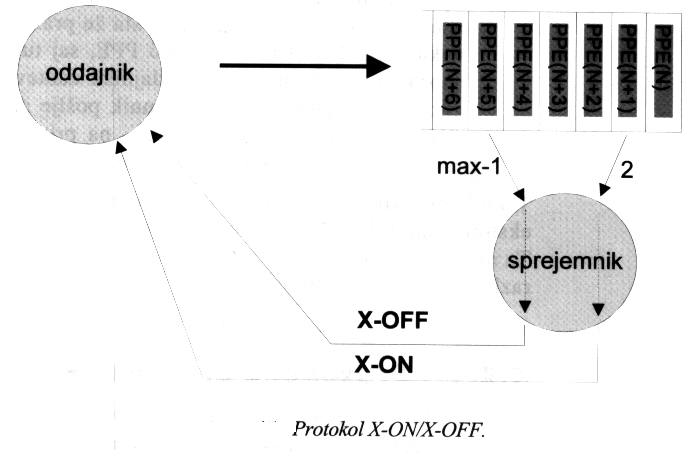 oddajnik
PPE(N+6)
PPE(N+5)
PPE(N+4)
PPE(N+3)
PPE(N+2)
PPE(N+1)
PPE(N)
max-1
2
sprejemnik
X-OFF
X-ON
Protokol X-ON/X-OFF.